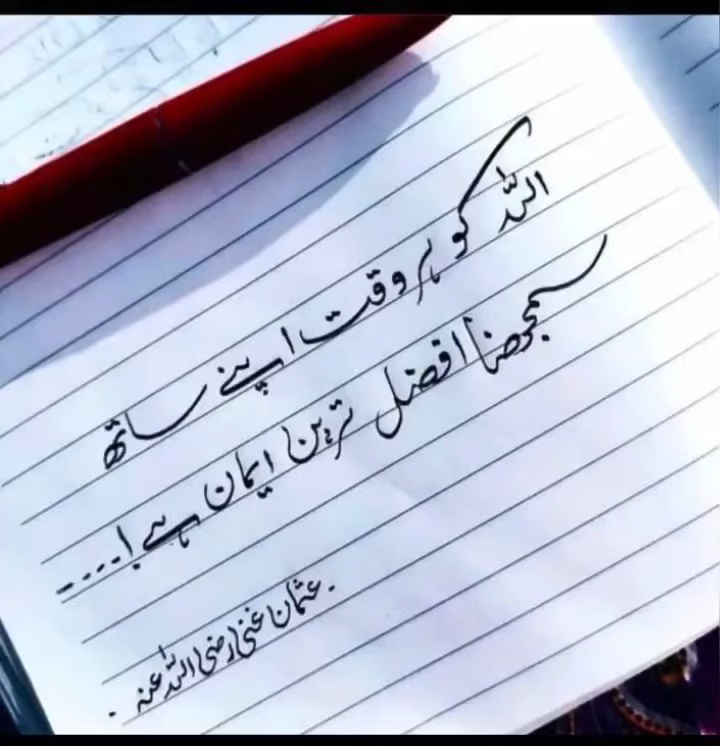 اللہ کو ہر وقت اپنے ساتھ
سمجھنا افضل ترین ایمان ہے!....
عثمان غنی رضی اللہ عنہ